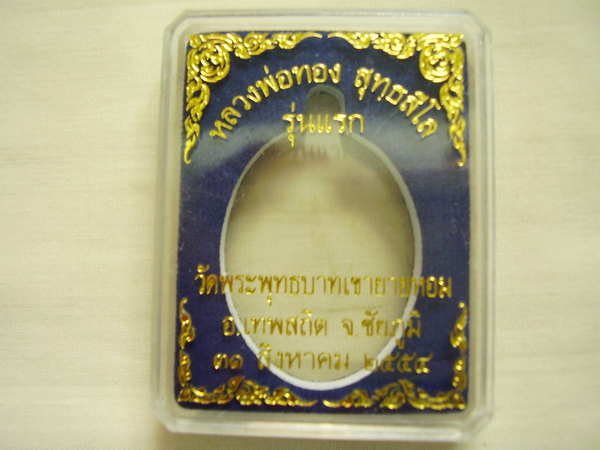 หลวงพ่อทอง สุทธสีโล
รุ่นแรก
วัดพระพุทธบาทเขายายหอม
อ.เทพสถิต จ.ชัยภูมิ
๓๑ สิงหาคม ๒๕๕๔